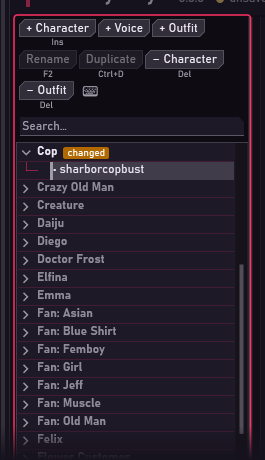 + Character
+ Voice
+ Outfit
Ins
Rename
Duplicate
− Character
F2
Ctrl+D
Del
− Outfit
Del
Search...
Cop changed
sharborcopbust
Crazy Old Man
Creature
Daiju
Diego
Doctor Frost
Elfina
Emma
Fan: Asian
Fan: Blue Shirt
Fan: Femboy
Fan: Girl
Fan: Jeff
Fan: Muscle
Fan: Old Man
Felix